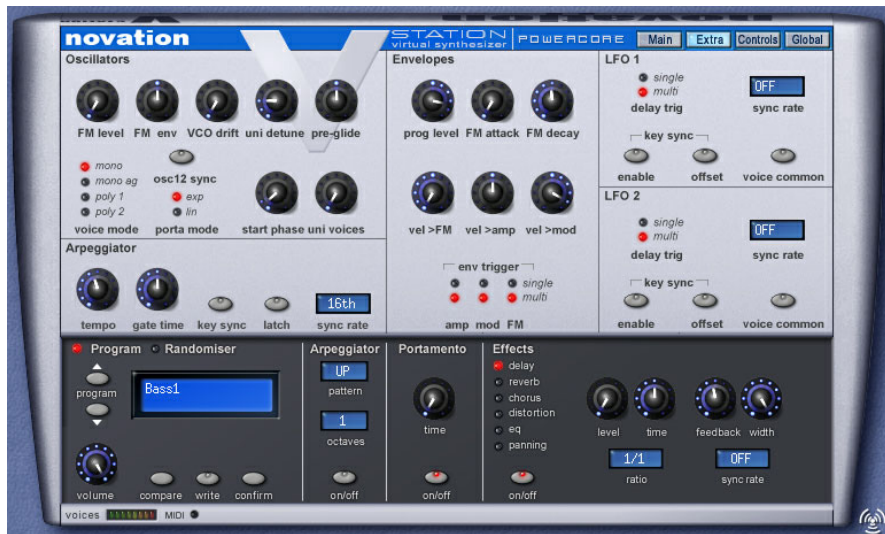 novation
V STATION
virtual synthesizer
POWERCORE
Main Extra Controls Global
Oscillators
FM level FM env VCO drift uni detune pre-glide
mono
mono ag
poly 1
poly 2
voice mode
osc12 sync
exp
lin
porta mode
start phase uni voices
Arpeggiator
tempo gate time key sync latch
16th
sync rate
Envelopes
prog level FM attack FM decay
vel >FM vel >amp vel >mod
env trigger
single
multi
amp mod FM
LFO 1
single
multi
delay trig
OFF
sync rate
key sync
enable offset voice common
LFO 2
single
multi
delay trig
OFF
sync rate
key sync
enable offset voice common
Program Randomiser
program
Bass1
volume compare write confirm
Arpeggiator
UP
pattern
1
octaves
on/off
Portamento
time
on/off
Effects
delay
reverb
chorus
distortion
eq
panning
on/off
level time feedback width
1/1
ratio
OFF
sync rate
voices MIDI